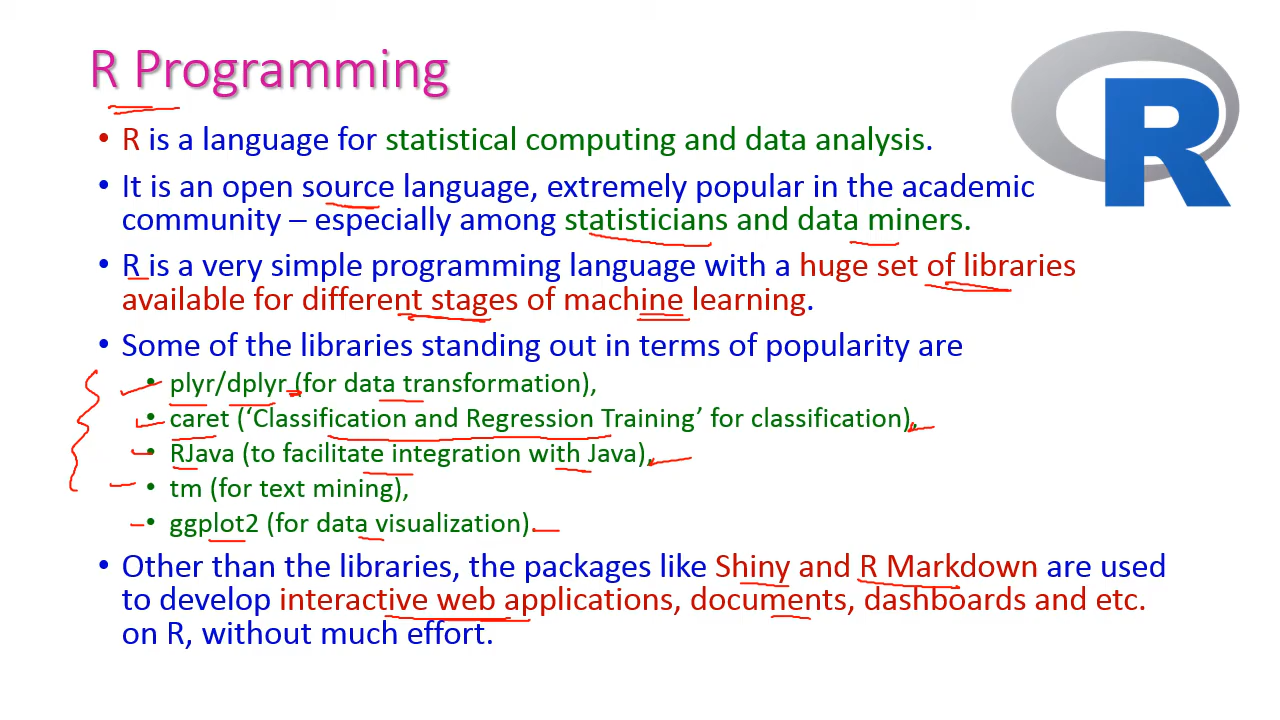 R Programming
• R is a language for statistical computing and data analysis.
• It is an open source language, extremely popular in the academic
community – especially among statisticians and data miners.
• R is a very simple programming language with a huge set of libraries
available for different stages of machine learning.
• Some of the libraries standing out in terms of popularity are
• plyr/dplyr (for data transformation),
• caret (‘Classification and Regression Training’ for classification),
• RJava (to facilitate integration with Java),
• tm (for text mining),
• ggplot2 (for data visualization).
• Other than the libraries, the packages like Shiny and R Markdown are used
to develop interactive web applications, documents, dashboards and etc.
on R, without much effort.
R